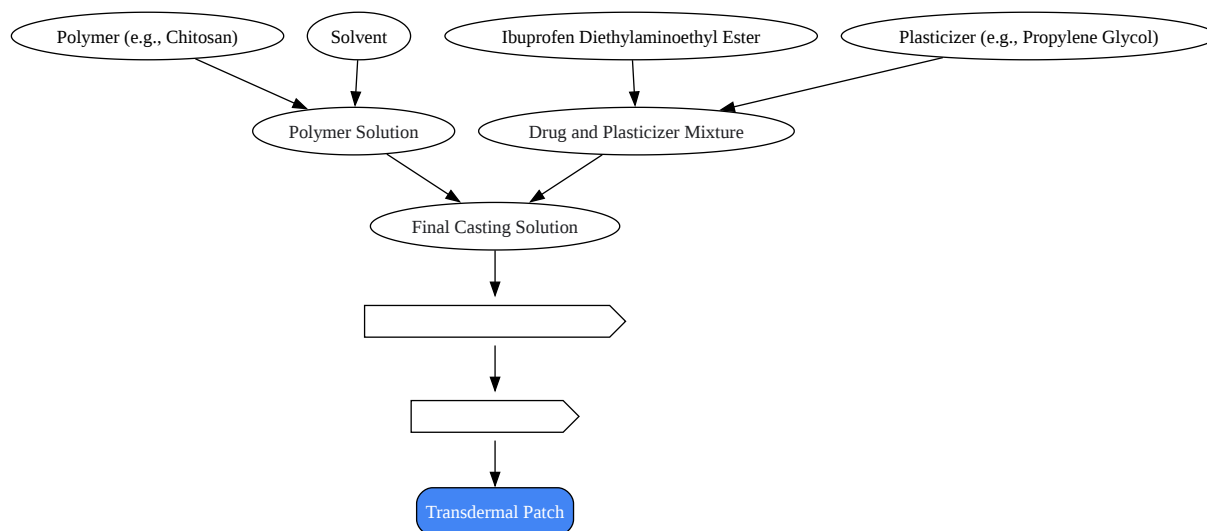 Polymer (e.g., Chitosan)
Solvent
Ibuprofen Diethylaminoethyl Ester
Plasticizer (e.g., Propylene Glycol)
Polymer Solution
Drug and Plasticizer Mixture
Final Casting Solution
Transdermal Patch